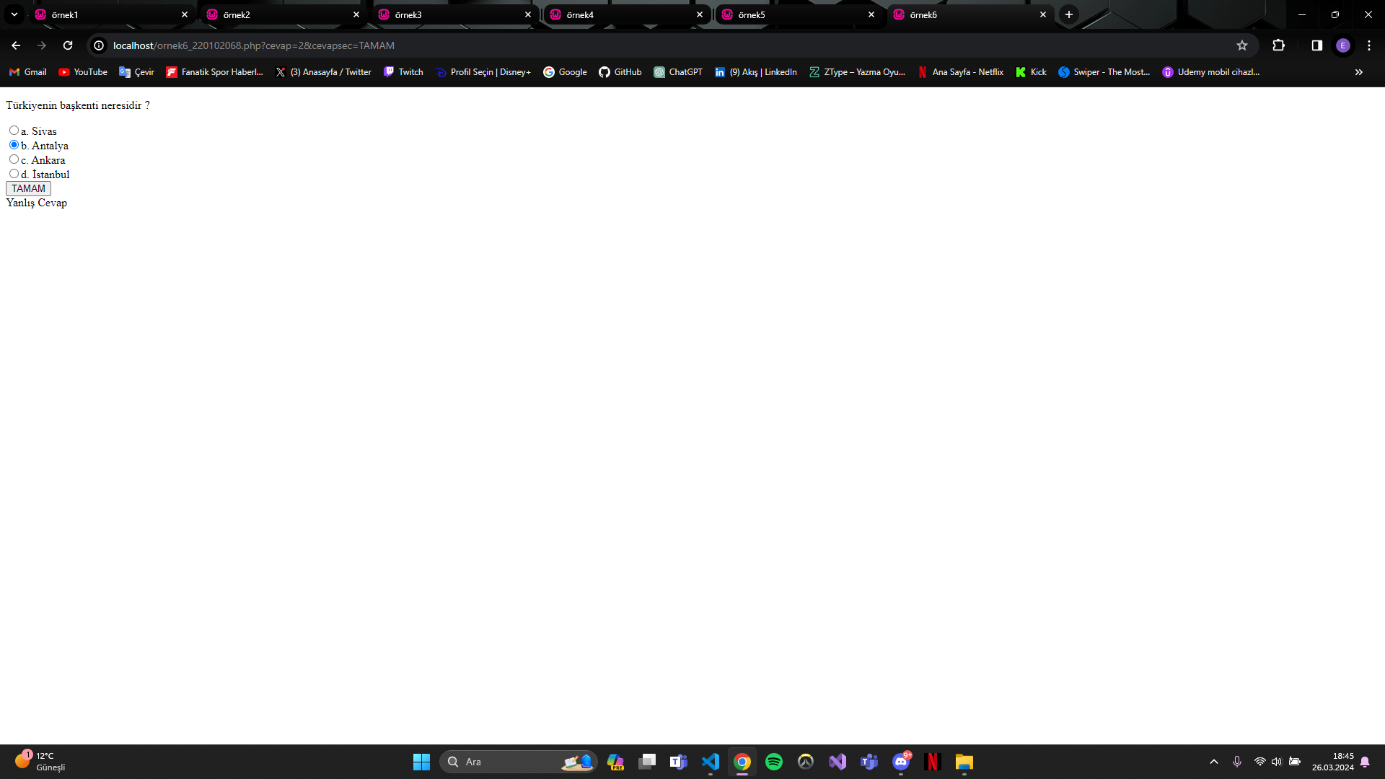 örnek1 örnek2 örnek3 örnek4 örnek5 örnek6
localhost/ornek6_220102068.php?cevap=2&cevapsec=TAMAM E
Gmail YouTube Çevir Fanatik Spor Haberl... (3) Anasayfa / Twitter Twitch Profil Seçin | Disney+ Google GitHub ChatGPT (9) Akış | LinkedIn ZType – Yazma Oyu... Ana Sayfa - Netflix Kick Swiper - The Most... Udemy mobil cihazl...
Türkiyenin başkenti neresidir ?
a. Sivas
b. Antalya
c. Ankara
d. İstanbul
TAMAM
Yanlış Cevap
1 12°C Ara 9+ 18:45
Güneşli 26.03.2024